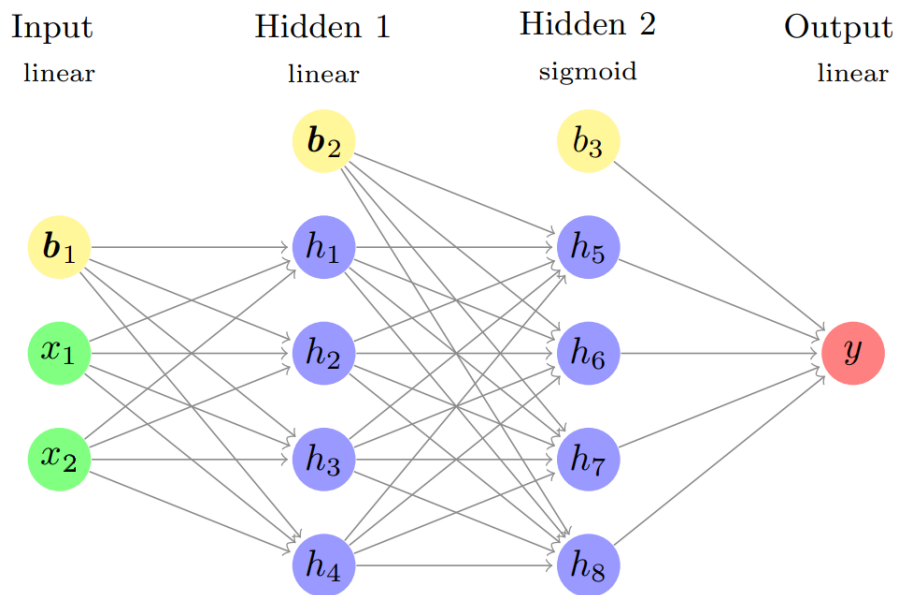 Input Hidden 1 Hidden 2 Output
linear linear sigmoid linear
b₂ b₃
b₁ h₁ h₅
x₁ h₂ h₆ y
x₂ h₃ h₇
h₄ h₈